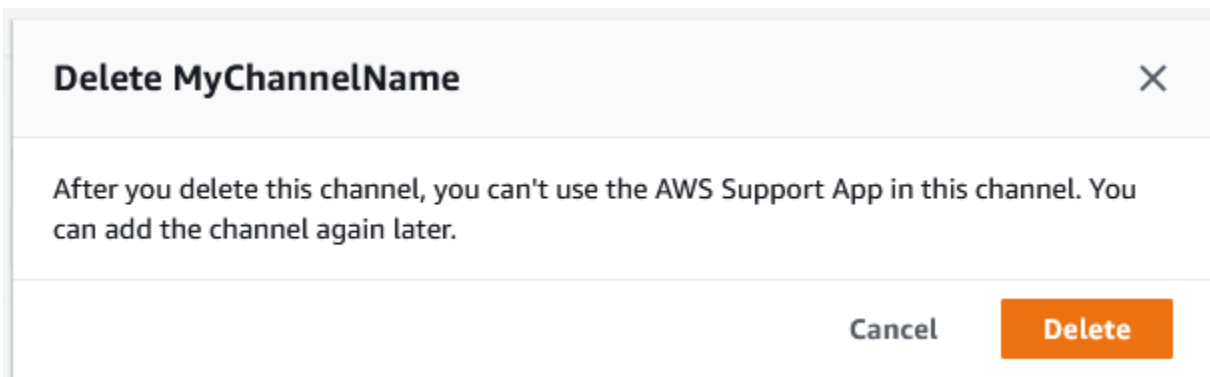 Delete MyChannelName
After you delete this channel, you can't use the AWS Support App in this channel. You
can add the channel again later.
Cancel
Delete